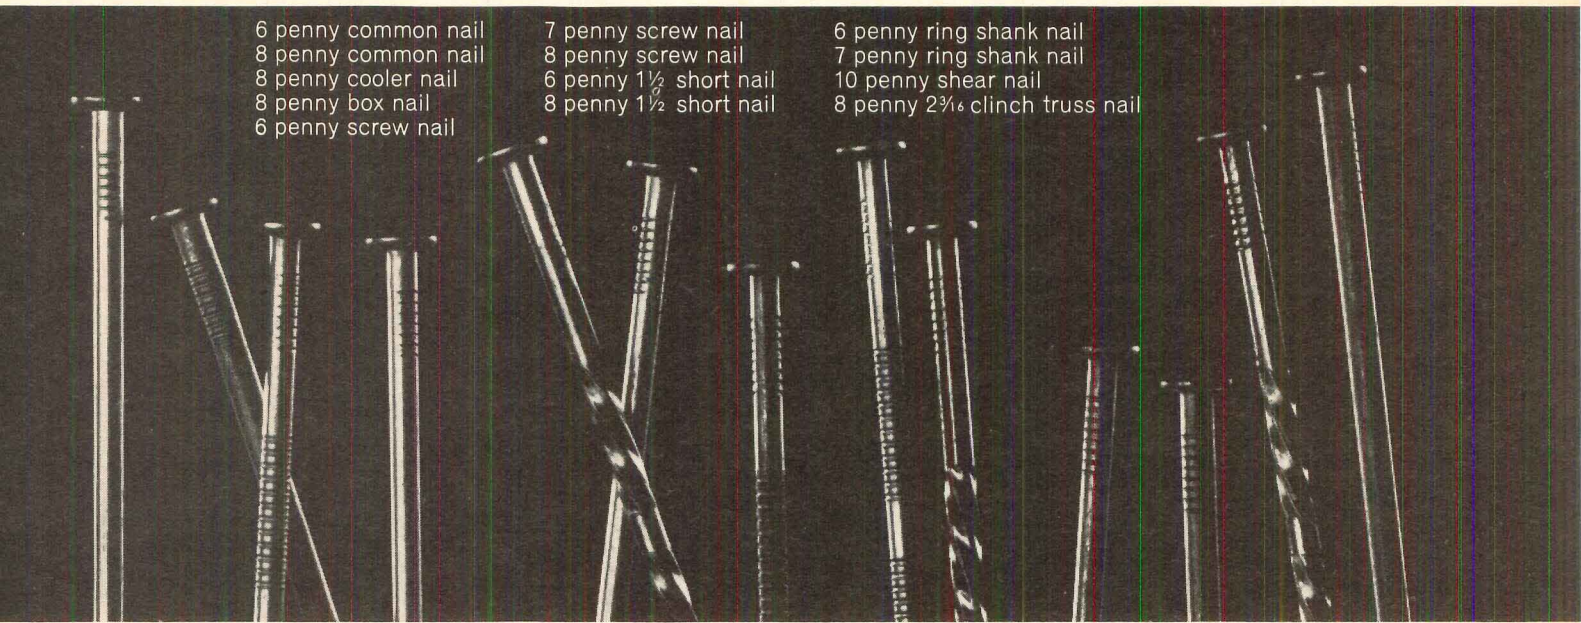 6 penny common nail
8 penny common nail
8 penny cooler nail
8 penny box nail
6 penny screw nail
7 penny screw nail
8 penny screw nail
6 penny 1½ short nail
8 penny 1½ short nail
6 penny ring shank nail
7 penny ring shank nail
10 penny shear nail
8 penny 2³⁄₁₆ clinch truss nail